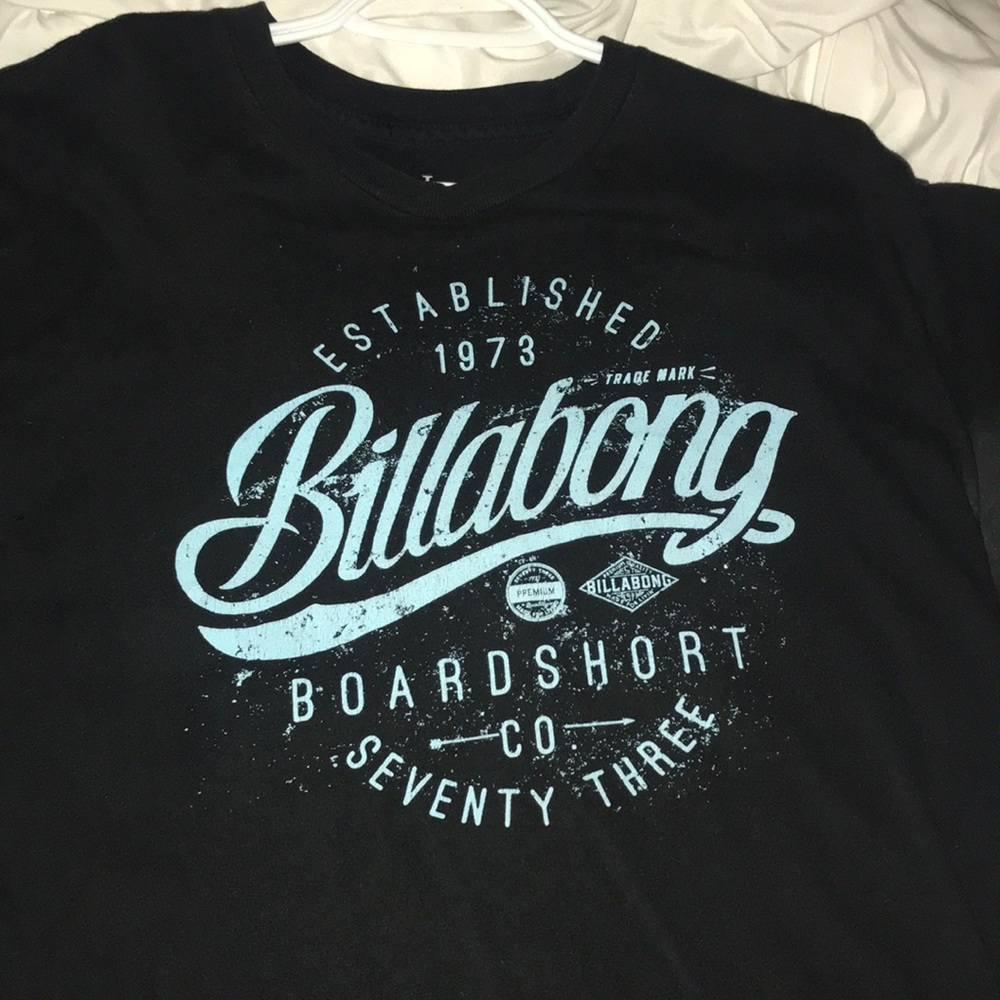 ESTABLISHED
1973
TRADE MARK
Billabong
PREMIUM
BILLABONG
BOARDSHORT
CO
SEVENTY THREE